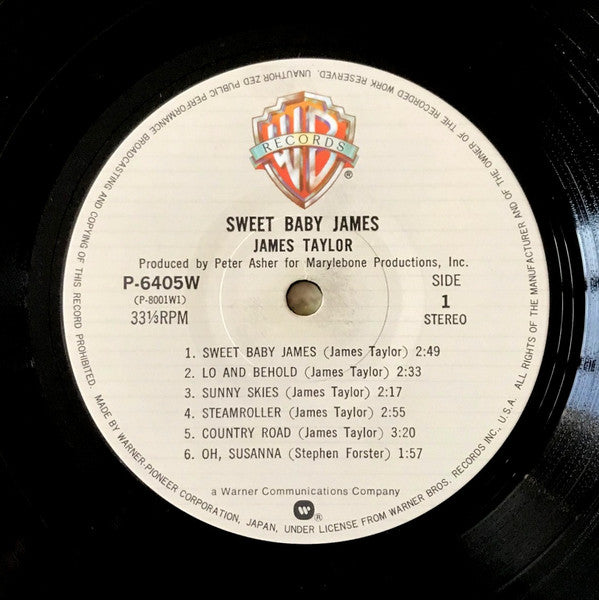 WB
RECORDS
®
SWEET BABY JAMES
JAMES TAYLOR
Produced by Peter Asher for Marylebone Productions, Inc.
P-6405W
(P-8001W1)
33⅓RPM
SIDE
1
STEREO
1. SWEET BABY JAMES (James Taylor) 2:49
2. LO AND BEHOLD (James Taylor) 2:33
3. SUNNY SKIES (James Taylor) 2:17
4. STEAMROLLER (James Taylor) 2:55
5. COUNTRY ROAD (James Taylor) 3:20
6. OH, SUSANNA (Stephen Forster) 1:57
a Warner Communications Company
W®
MADE BY WARNER-PIONEER CORPORATION, JAPAN, UNDER LICENSE FROM WARNER BROS. RECORDS INC., U.S.A. ALL RIGHTS OF THE MANUFACTURER AND OF THE OWNER OF THE RECORDED WORK RESERVED. UNAUTHORIZED PUBLIC PERFORMANCE BROADCASTING AND COPYING OF THIS RECORD PROHIBITED.